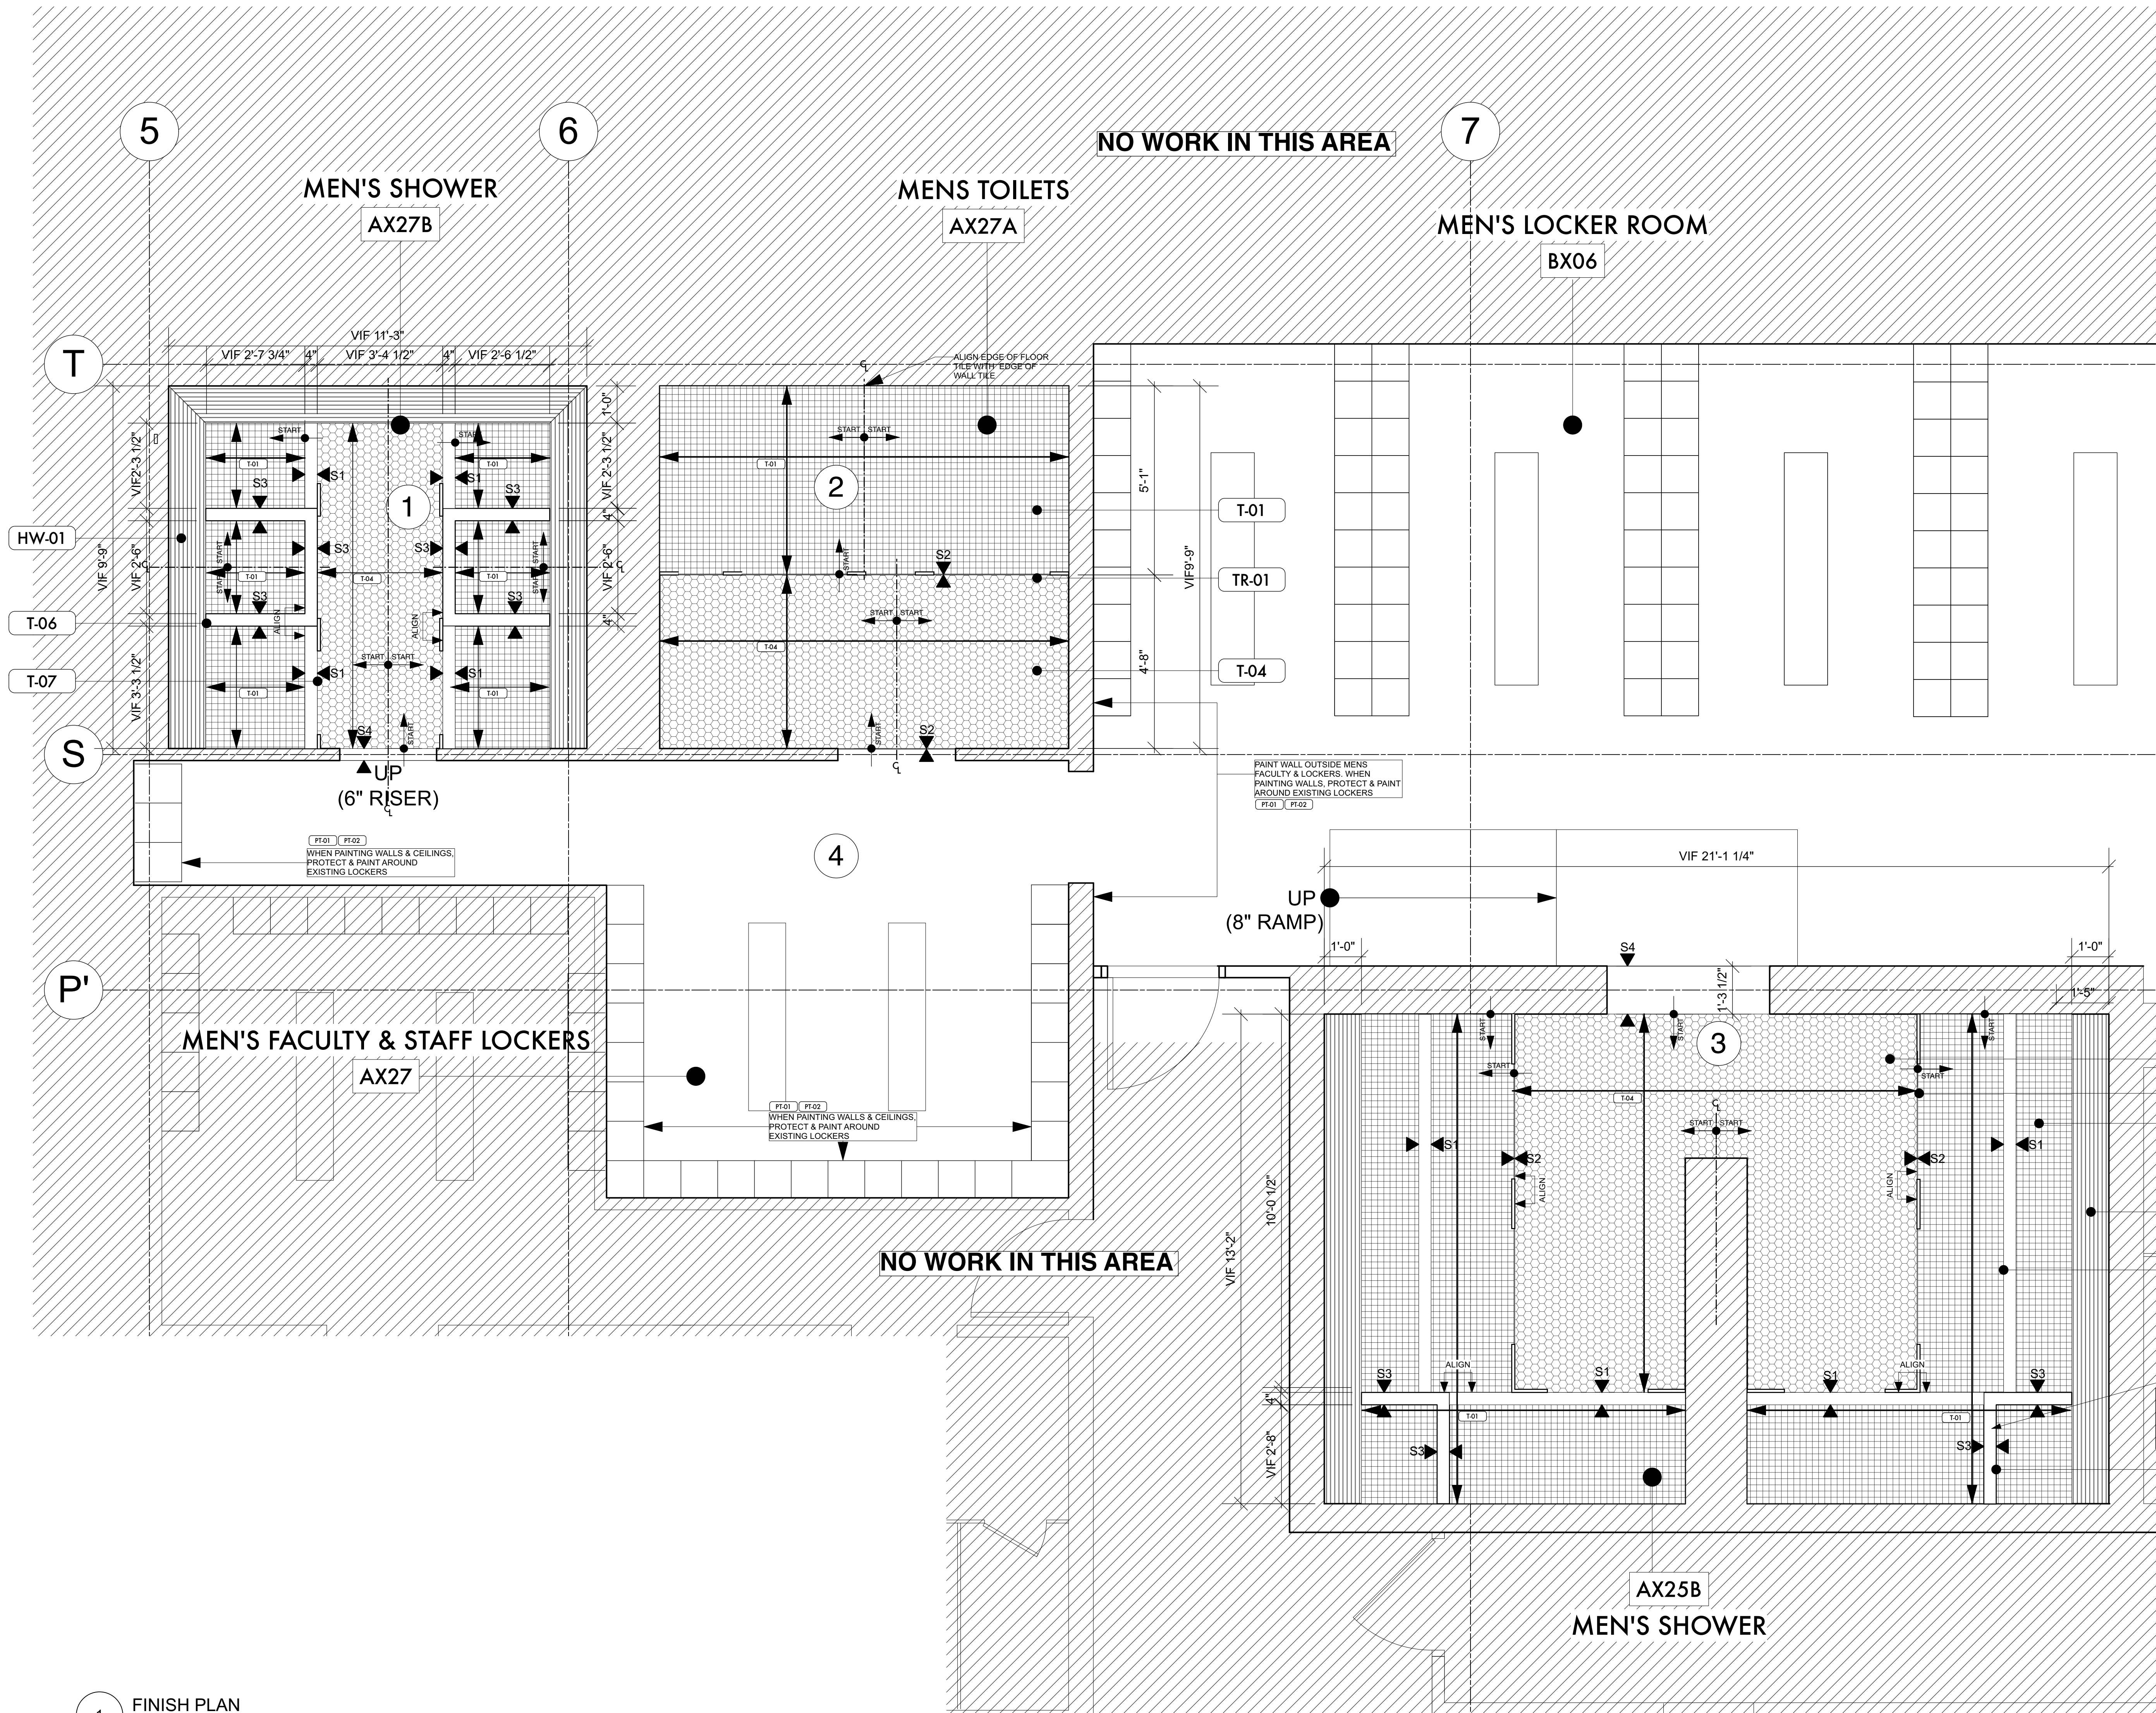 5
6
NO WORK IN THIS AREA
7
MEN'S SHOWER
AX27B
MENS TOILETS
AX27A
MEN'S LOCKER ROOM
BX06
T
VIF 11'-3"
VIF 2'-7 3/4"
4"
VIF 3'-4 1/2"
4"
VIF 2'-6 1/2"
ALIGN EDGE OF FLOOR
TILE WITH EDGE OF
WALL TILE
1'-0"
START
START
START
START
T-01
T-01
T-01
VIF 2'-3 1/2"
VIF 2'-3 1/2"
S1
S1
S3
S3
1
2
5'-1"
T-01
4"
HW-01
VIF 9'-9"
VIF 2'-6"
S3
S3
START
START
START
START
T-01
T-04
T-01
VIF 2'-6"
START
S2
VIF9'-9"
TR-01
T-06
S3
S3
ALIGN
ALIGN
4"
START
START
T-04
T-04
T-07
VIF 3'-3 1/2"
START
START
S1
S1
T-01
T-01
4'-8"
S
S4
START
START
S2
UP
(6" RISER)
PAINT WALL OUTSIDE MENS
FACULTY & LOCKERS. WHEN
PAINTING WALLS, PROTECT & PAINT
AROUND EXISTING LOCKERS
PT-01
PT-02
PT-01
PT-02
WHEN PAINTING WALLS & CEILINGS,
PROTECT & PAINT AROUND
EXISTING LOCKERS
4
VIF 21'-1 1/4"
UP
(8" RAMP)
1'-0"
S4
1'-0"
P'
1'-3 1/2"
1'-5"
MEN'S FACULTY & STAFF LOCKERS
AX27
START
START
START
3
START
START
T-04
PT-01
PT-02
WHEN PAINTING WALLS & CEILINGS,
PROTECT & PAINT AROUND
EXISTING LOCKERS
START
START
S1
S2
S2
S1
ALIGN
ALIGN
10'-0 1/2"
VIF 13'-2"
NO WORK IN THIS AREA
ALIGN
ALIGN
S3
S1
S1
S3
4"
T-01
T-01
VIF 2'-8"
S3
S3
AX25B
MEN'S SHOWER
1
FINISH PLAN